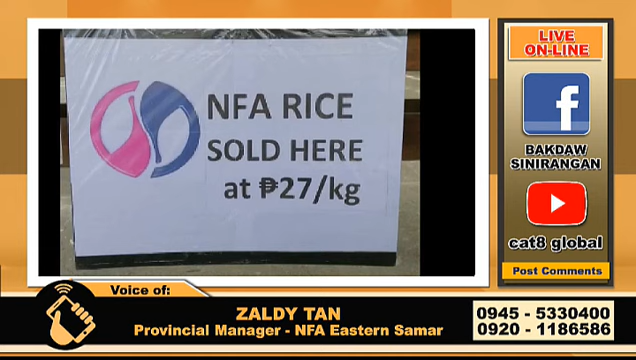 NFA RICE
SOLD HERE
at ₱27/kg
LIVE
ON-LINE
f
BAKDAW
SINIRANGAN
cat8 global
Post Comments
Voice of:
ZALDY TAN
Provincial Manager - NFA Eastern Samar
0945 - 5330400
0920 - 1186586